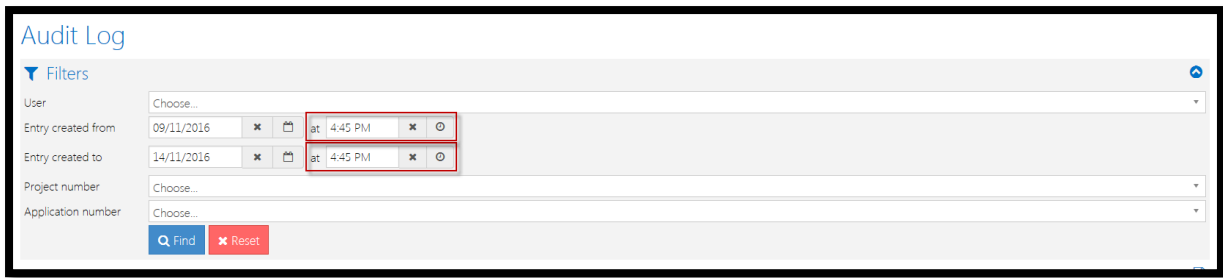 Audit Log
Filters
User Choose...
Entry created from 09/11/2016 at 4:45 PM
Entry created to 14/11/2016 at 4:45 PM
Project number Choose...
Application number Choose...
Find Reset